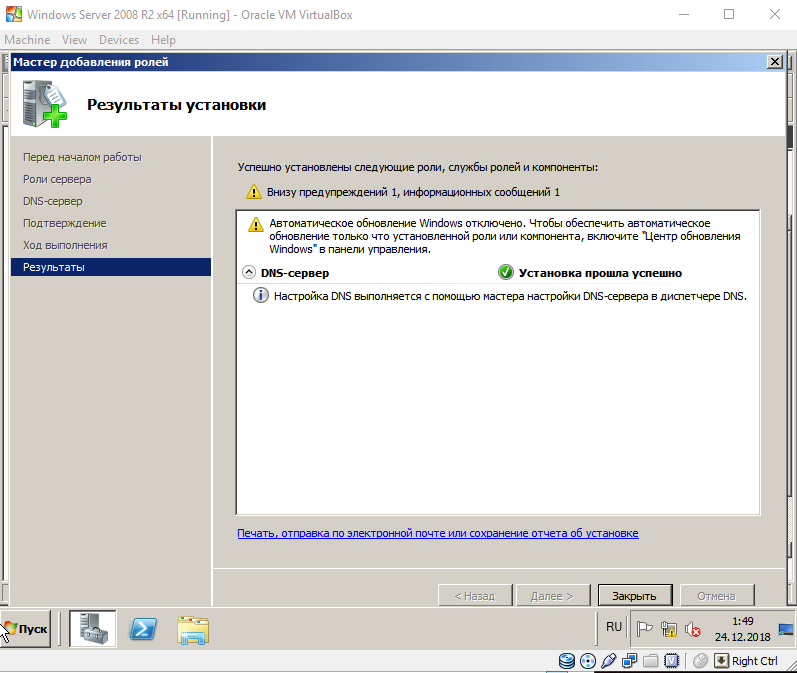 Windows Server 2008 R2 x64 [Running] - Oracle VM VirtualBox
Machine View Devices Help
Мастер добавления ролей
Результаты установки
Перед началом работы
Роли сервера
DNS-сервер
Подтверждение
Ход выполнения
Результаты
Успешно установлены следующие роли, службы ролей и компоненты:
Внизу предупреждений 1, информационных сообщений 1
Автоматическое обновление Windows отключено. Чтобы обеспечить автоматическое
обновление только что установленной роли или компонента, включите "Центр обновления
Windows" в панели управления.
DNS-сервер Установка прошла успешно
Настройка DNS выполняется с помощью мастера настройки DNS-сервера в диспетчере DNS.
Печать, отправка по электронной почте или сохранение отчета об установке
< Назад Далее > Закрыть Отмена
Пуск RU 1:49
24.12.2018
Right Ctrl